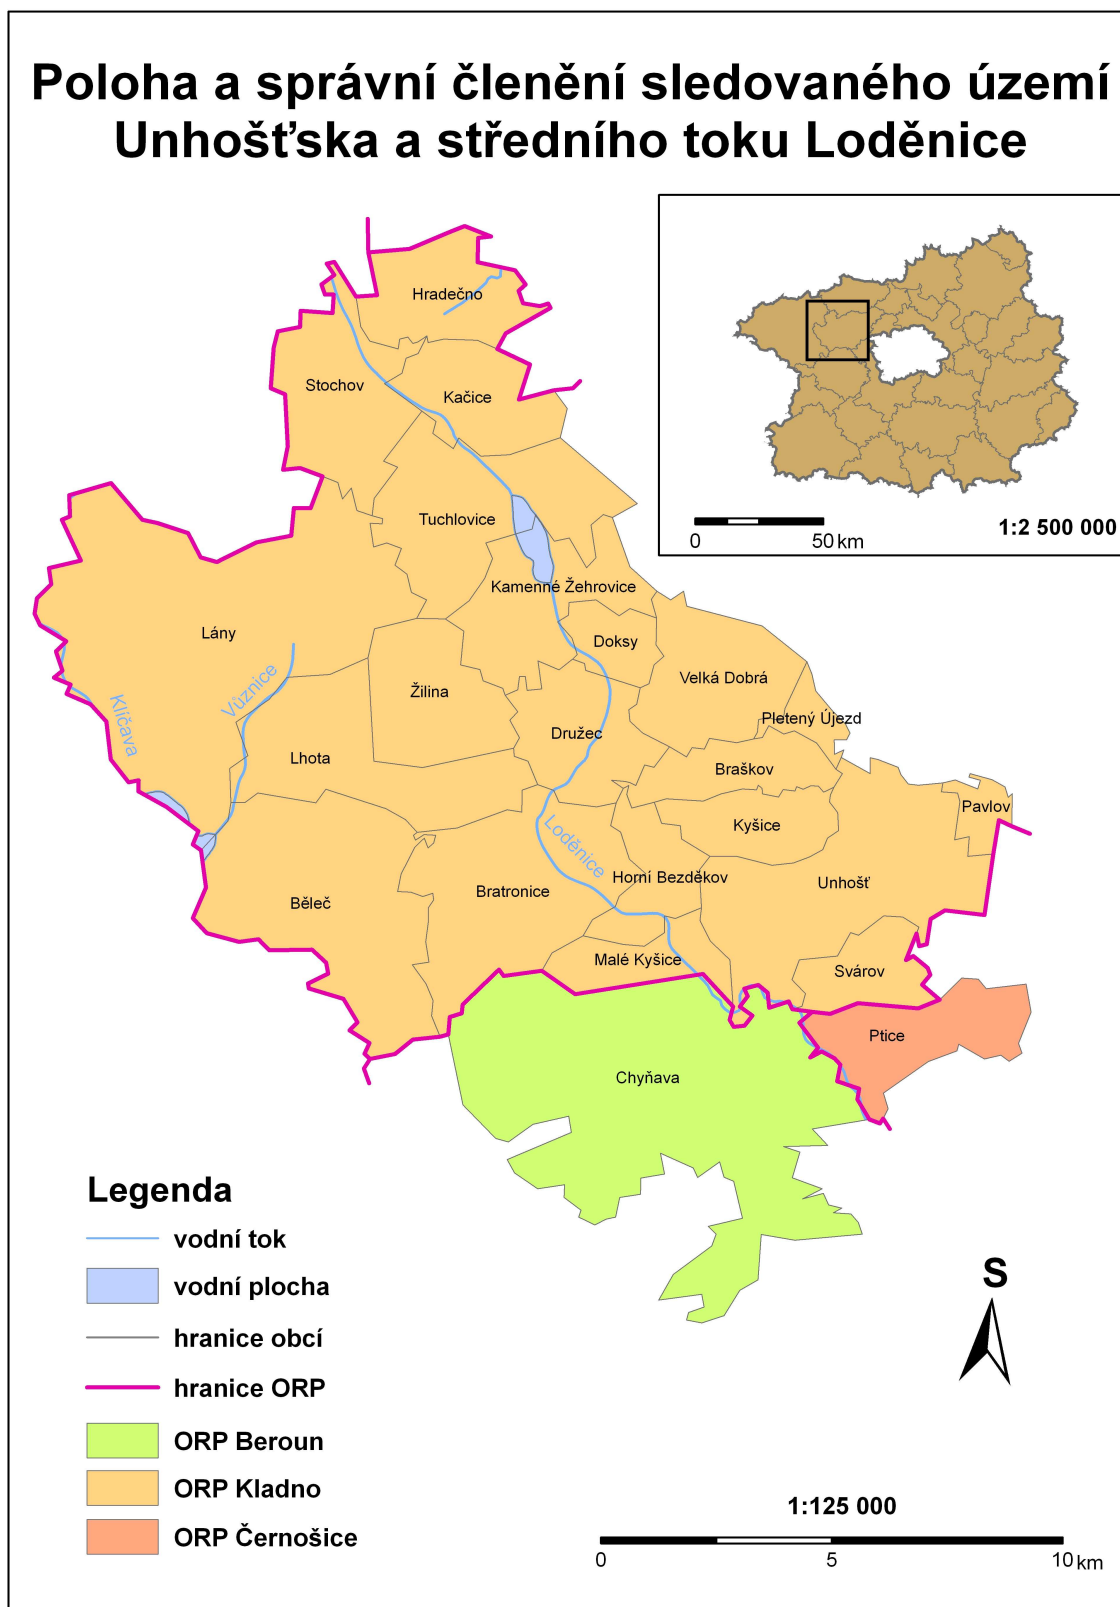 Poloha a správní členění sledovaného území
Unhošťska a středního toku Loděnice
Hradečno
Stochov
Kačice
Tuchlovice
Kamenné Žehrovice
Lány
Doksy
Velká Dobrá
Žilina
Vůznice
Klíčava
Pletený Újezd
Družec
Lhota
Braškov
Pavlov
Kyšice
Loděnice
Horní Bezděkov
Unhošť
Bratronice
Běleč
Malé Kyšice
Svárov
Ptice
Chyňava
0 50 km
1:2 500 000
Legenda
vodní tok
vodní plocha
hranice obcí
hranice ORP
ORP Beroun
ORP Kladno
ORP Černošice
S
1:125 000
0 5 10 km